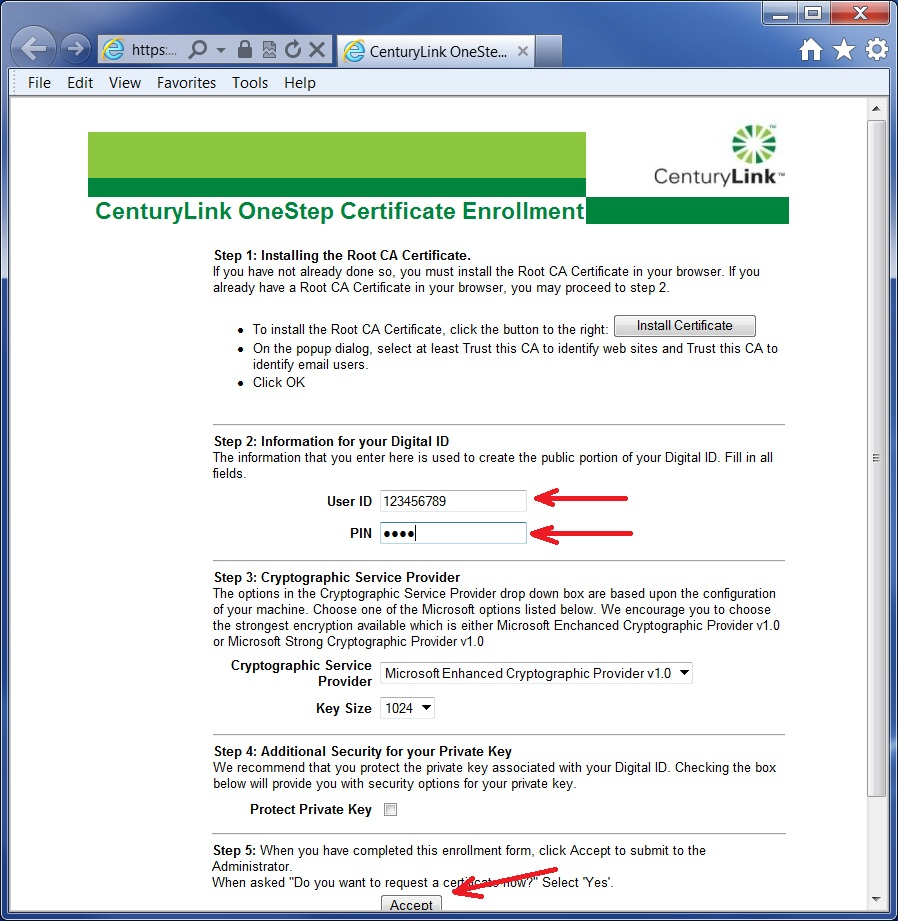 https:...
CenturyLink OneStep...
File Edit View Favorites Tools Help
CenturyLink™
CenturyLink OneStep Certificate Enrollment
Step 1: Installing the Root CA Certificate.
If you have not already done so, you must install the Root CA Certificate in your browser. If you
already have a Root CA Certificate in your browser, you may proceed to step 2.
• To install the Root CA Certificate, click the button to the right: Install Certificate
• On the popup dialog, select at least Trust this CA to identify web sites and Trust this CA to
identify email users.
• Click OK
Step 2: Information for your Digital ID
The information that you enter here is used to create the public portion of your Digital ID. Fill in all
fields.
User ID 123456789
PIN ••••
Step 3: Cryptographic Service Provider
The options in the Cryptographic Service Provider drop down box are based upon the configuration
of your machine. Choose one of the Microsoft options listed below. We encourage you to choose
the strongest encryption available which is either Microsoft Enchanced Cryptographic Provider v1.0
or Microsoft Strong Cryptographic Provider v1.0
Cryptographic Service
Provider Microsoft Enhanced Cryptographic Provider v1.0
Key Size 1024
Step 4: Additional Security for your Private Key
We recommend that you protect the private key associated with your Digital ID. Checking the box
below will provide you with security options for your private key.
Protect Private Key
Step 5: When you have completed this enrollment form, click Accept to submit to the
Administrator.
When asked "Do you want to request a certificate now?" Select 'Yes'.
Accept